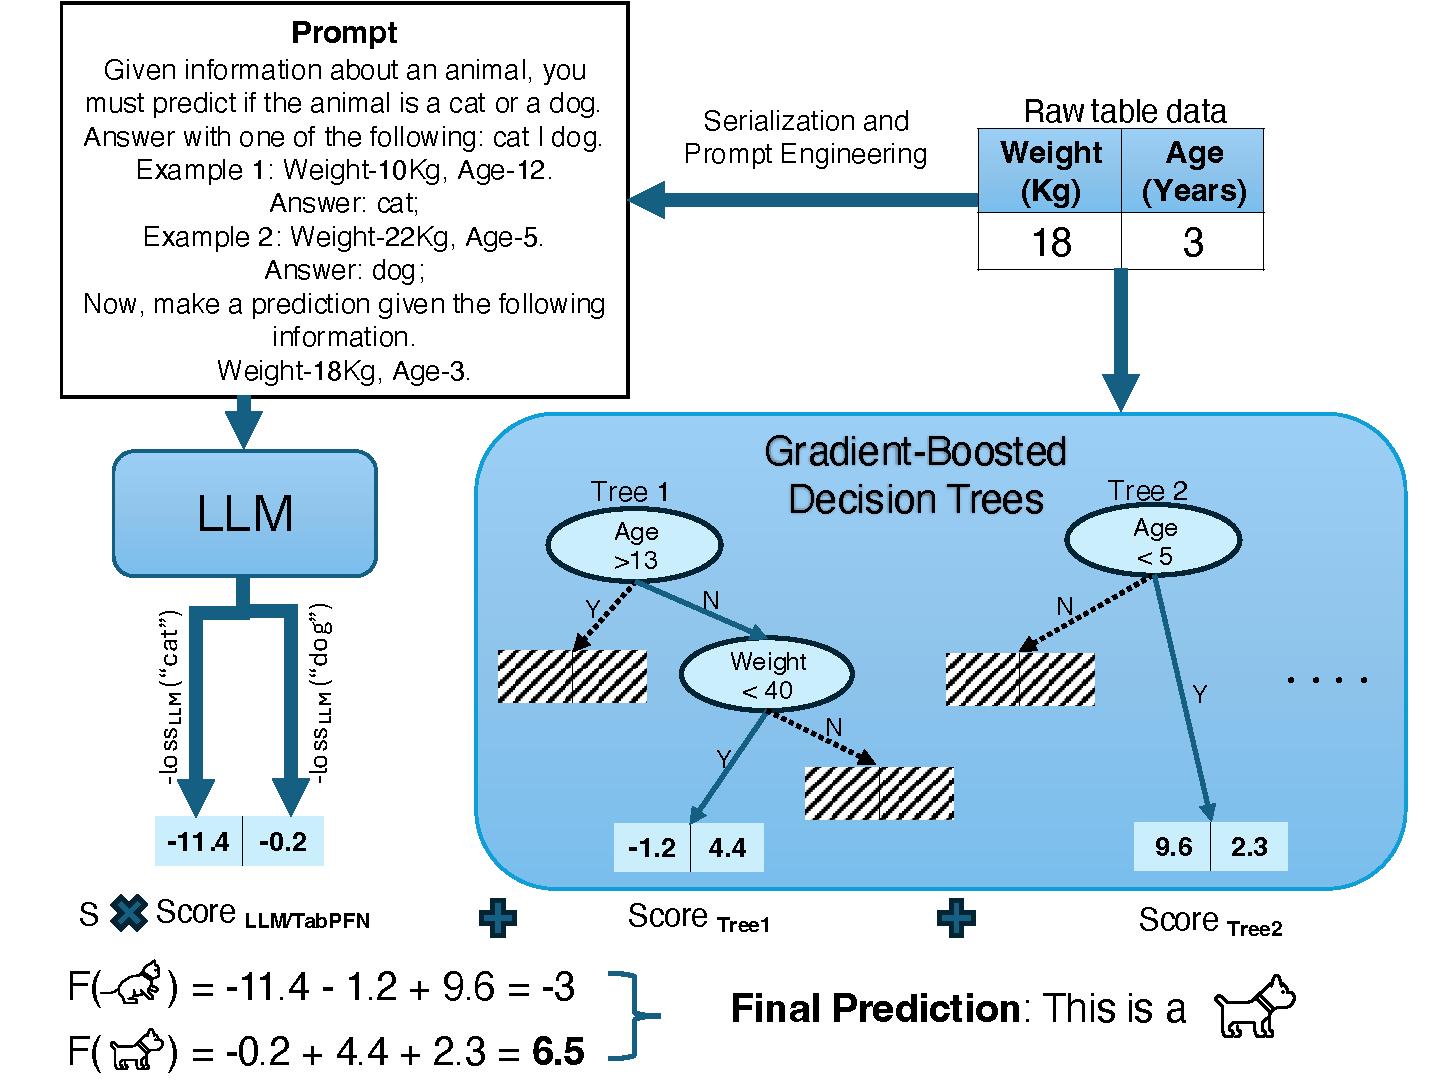 Prompt
Given information about an animal, you
must predict if the animal is a cat or a dog.
Answer with one of the following: cat | dog.
Example 1: Weight-10Kg, Age-12.
Answer: cat;
Example 2: Weight-22Kg, Age-5.
Answer: dog;
Now, make a prediction given the following
information.
Weight-18Kg, Age-3.
Serialization and
Prompt Engineering
Raw table data
Weight (Kg) Age (Years)
18 3
LLM
-loss LLM ("cat")
-loss LLM ("dog")
-11.4 -0.2
Gradient-Boosted
Decision Trees
Tree 1
Age
>13
Y N
Weight
< 40
Y N
-1.2 4.4
Tree 2
Age
< 5
N Y
. . . .
9.6 2.3
S ✖ Score LLM/TabPFN + Score Tree1 + Score Tree2
F( ) = -11.4 - 1.2 + 9.6 = -3
F( ) = -0.2 + 4.4 + 2.3 = 6.5
Final Prediction: This is a